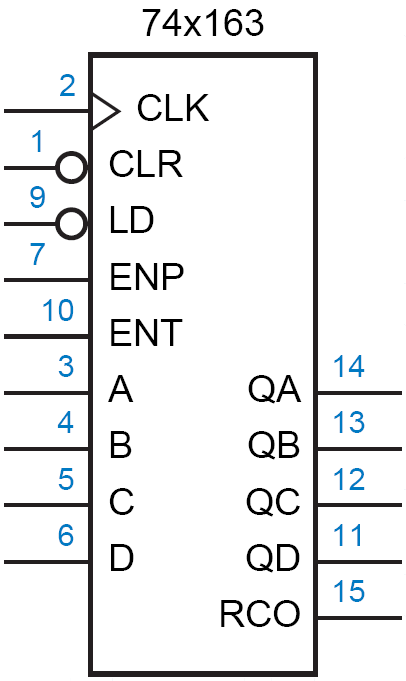 74x163
2 CLK
1 CLR
9 LD
7 ENP
10 ENT
3 A QA 14
4 B QB 13
5 C QC 12
6 D QD 11
RCO 15